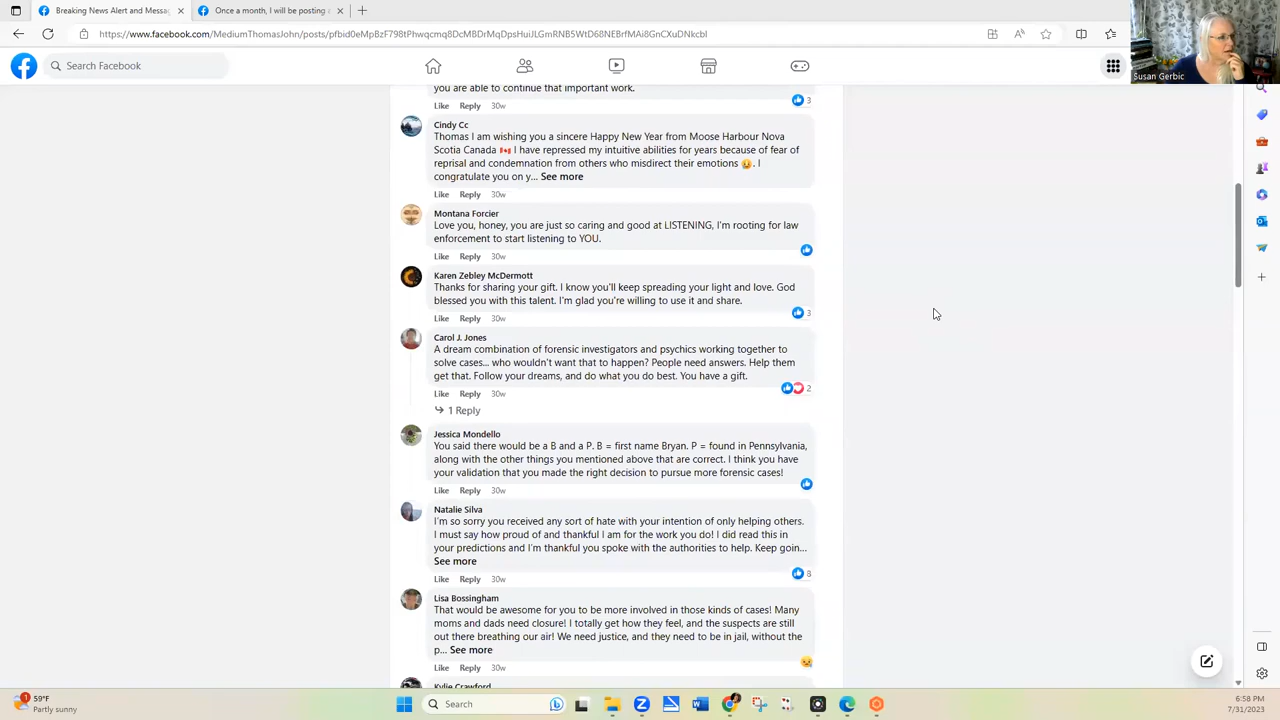 Breaking News Alert and Messag
Once a month, I will be posting
https://www.facebook.com/MediumThomasJohn/posts/pfbid0eMpBzF798tPhwqcmq8DcMBDrMqDpsHuiJLGmRNB5WtD68NEBrfMAi8GnCXuDNkcbl
Search Facebook
Susan Gerbic
you are able to continue that important work.
Like Reply 30w
3
Cindy Cc
Thomas I am wishing you a sincere Happy New Year from Moose Harbour Nova
Scotia Canada 🇨🇦 I have repressed my intuitive abilities for years because of fear of
reprisal and condemnation from others who misdirect their emotions 😥. I
congratulate you on y... See more
Like Reply 30w
Montana Forcier
Love you, honey, you are just so caring and good at LISTENING, I'm rooting for law
enforcement to start listening to YOU.
Like Reply 30w
Karen Zebley McDermott
Thanks for sharing your gift. I know you'll keep spreading your light and love. God
blessed you with this talent. I'm glad you're willing to use it and share.
Like Reply 30w
3
Carol J. Jones
A dream combination of forensic investigators and psychics working together to
solve cases... who wouldn't want that to happen? People need answers. Help them
get that. Follow your dreams, and do what you do best. You have a gift.
Like Reply 30w
2
1 Reply
Jessica Mondello
You said there would be a B and a P. B = first name Bryan. P = found in Pennsylvania,
along with the other things you mentioned above that are correct. I think you have
your validation that you made the right decision to pursue more forensic cases!
Like Reply 30w
Natalie Silva
I'm so sorry you received any sort of hate with your intention of only helping others.
I must say how proud of and thankful I am for the work you do! I did read this in
your predictions and I'm thankful you spoke with the authorities to help. Keep goin...
See more
Like Reply 30w
8
Lisa Bossingham
That would be awesome for you to be more involved in those kinds of cases! Many
moms and dads need closure! I totally get how they feel, and the suspects are still
out there breathing our air! We need justice, and they need to be in jail, without the
p... See more
Like Reply 30w
Kylie Crawford
1
59°F
Partly sunny
Search
6:58 PM
7/31/2023